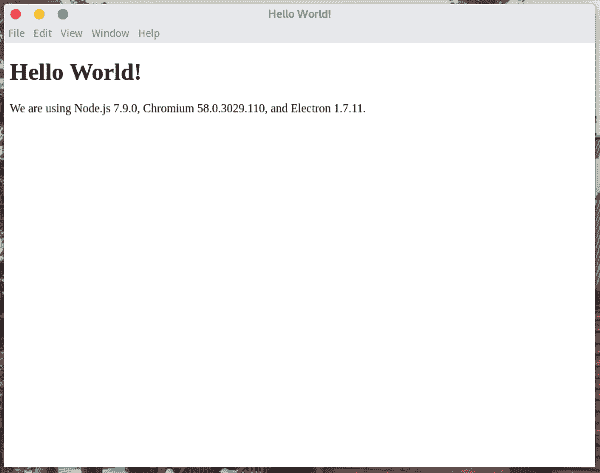 Hello World!
File Edit View Window Help
Hello World!
We are using Node.js 7.9.0, Chromium 58.0.3029.110, and Electron 1.7.11.